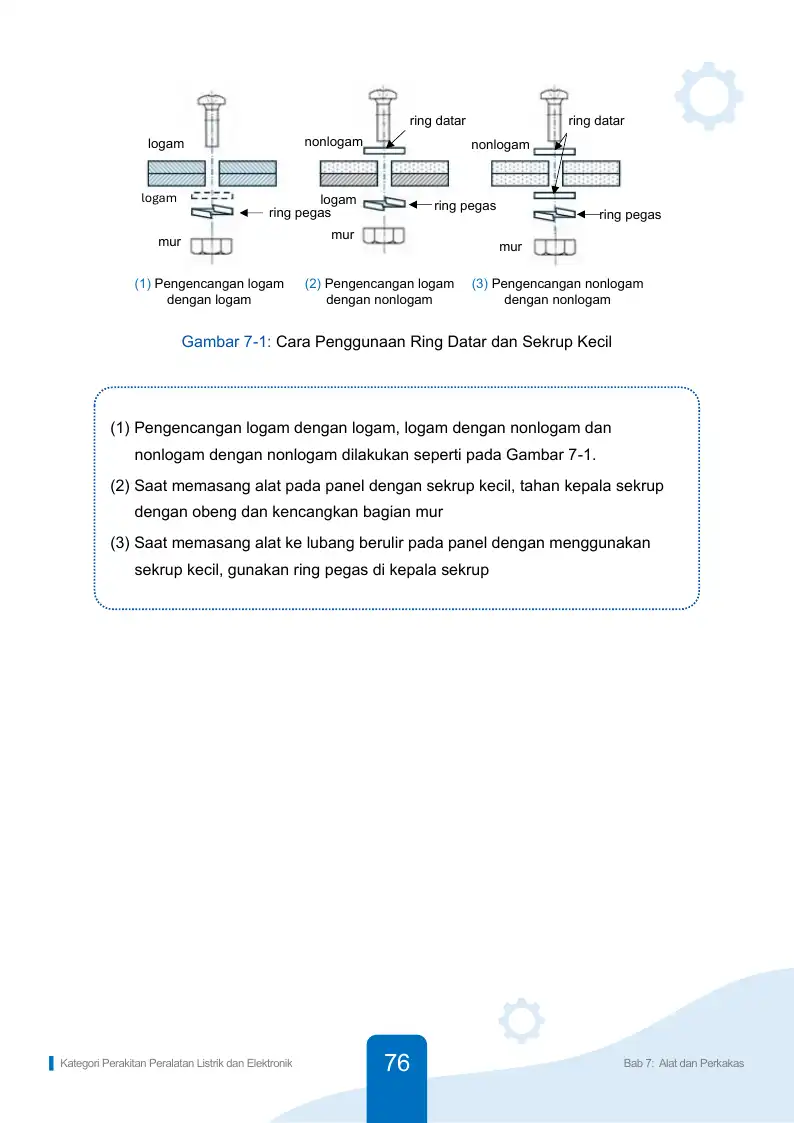 ring datar
ring datar
logam
nonlogam
nonlogam
logam
logam
ring pegas
ring pegas
ring pegas
mur
mur
mur
(1) Pengencangan logam
dengan logam
(2) Pengencangan logam
dengan nonlogam
(3) Pengencangan nonlogam
dengan nonlogam
Gambar 7-1: Cara Penggunaan Ring Datar dan Sekrup Kecil
(1) Pengencangan logam dengan logam, logam dengan nonlogam dan
nonlogam dengan nonlogam dilakukan seperti pada Gambar 7-1.
(2) Saat memasang alat pada panel dengan sekrup kecil, tahan kepala sekrup
dengan obeng dan kencangkan bagian mur
(3) Saat memasang alat ke lubang berulir pada panel dengan menggunakan
sekrup kecil, gunakan ring pegas di kepala sekrup
Kategori Perakitan Peralatan Listrik dan Elektronik
76
Bab 7: Alat dan Perkakas